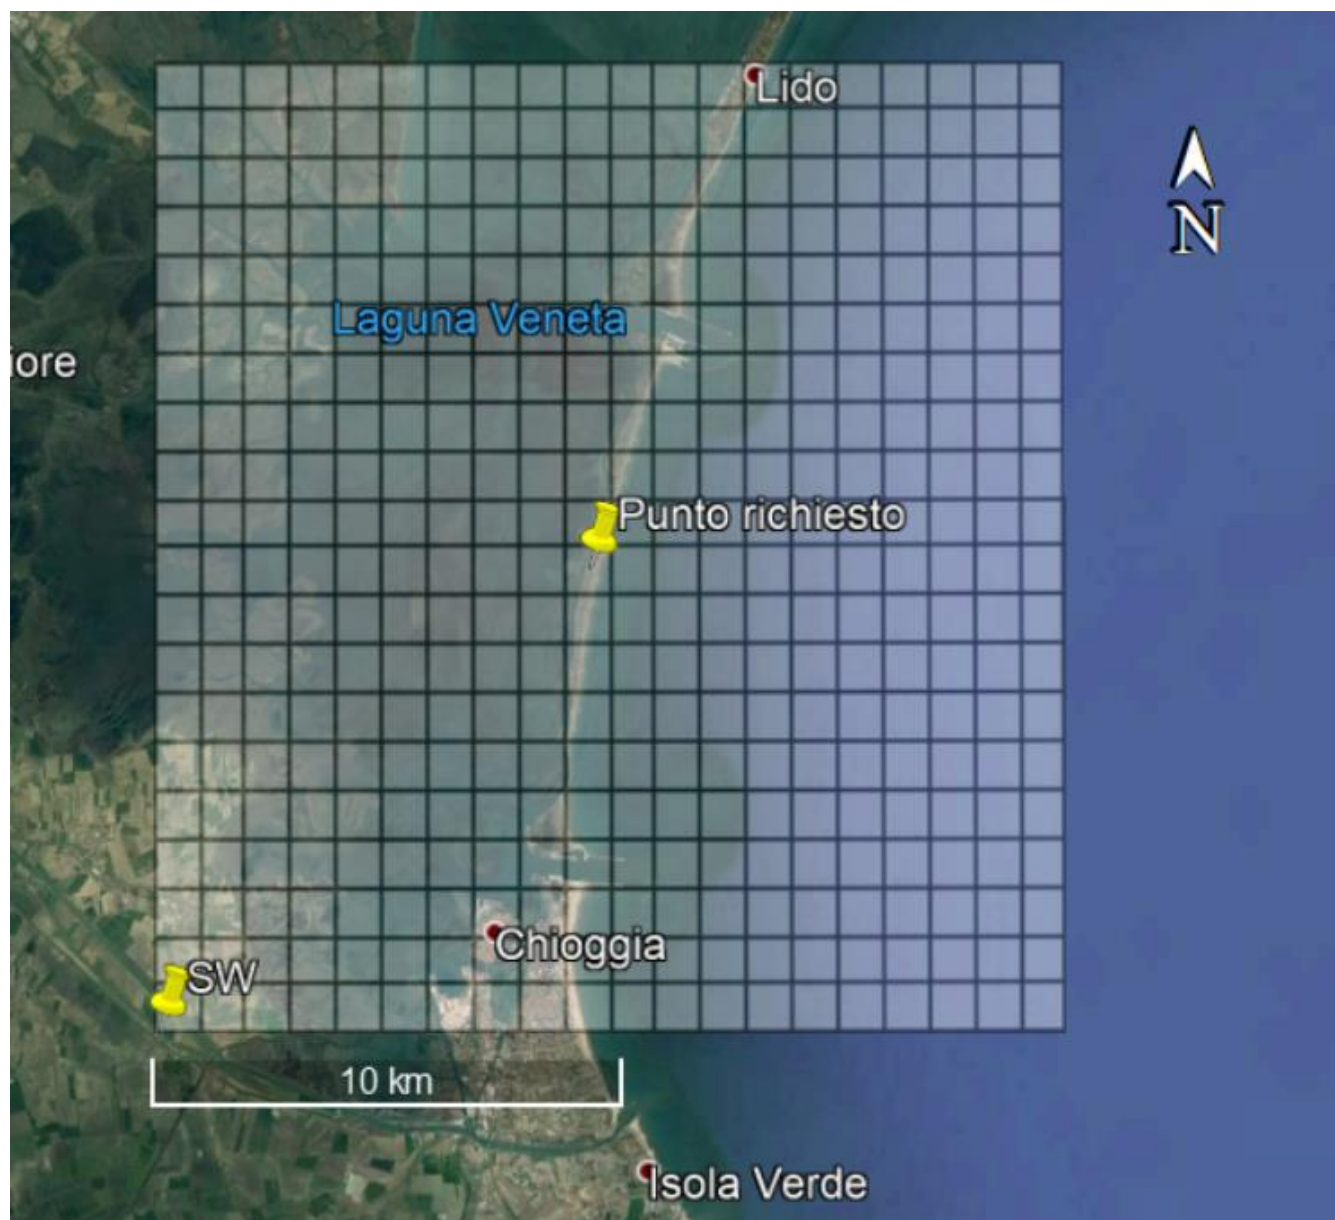 Lido
N
Laguna Veneta
iore
Punto richiesto
Chioggia
SW
10 km
Isola Verde